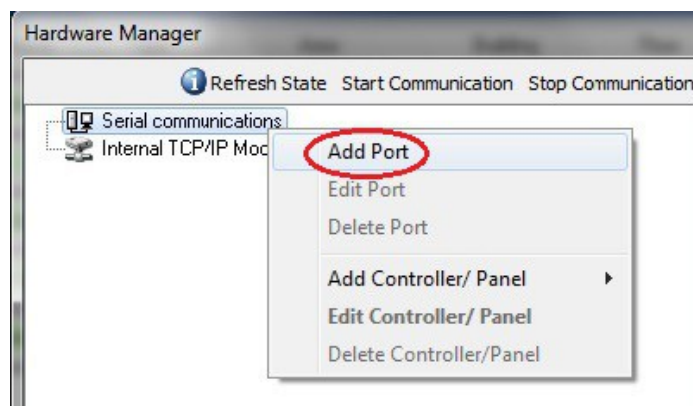 Hardware Manager
Refresh State Start Communication Stop Communication
Serial communications
Internal TCP/IP Mod
Add Port
Edit Port
Delete Port
Add Controller/ Panel
Edit Controller/ Panel
Delete Controller/Panel